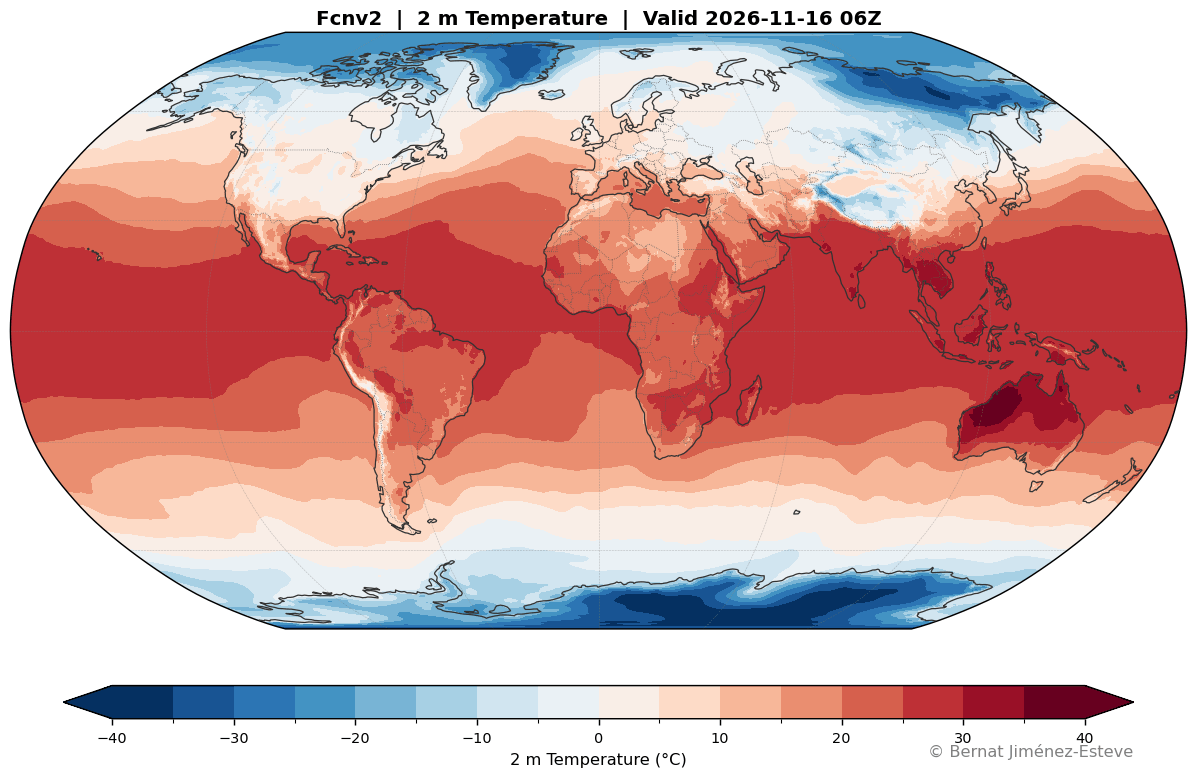 Fcnv2 | 2 m Temperature | Valid 2026-11-16 06Z
−40 −30 −20 −10 0 10 20 30 40
2 m Temperature (°C)
© Bernat Jiménez-Esteve